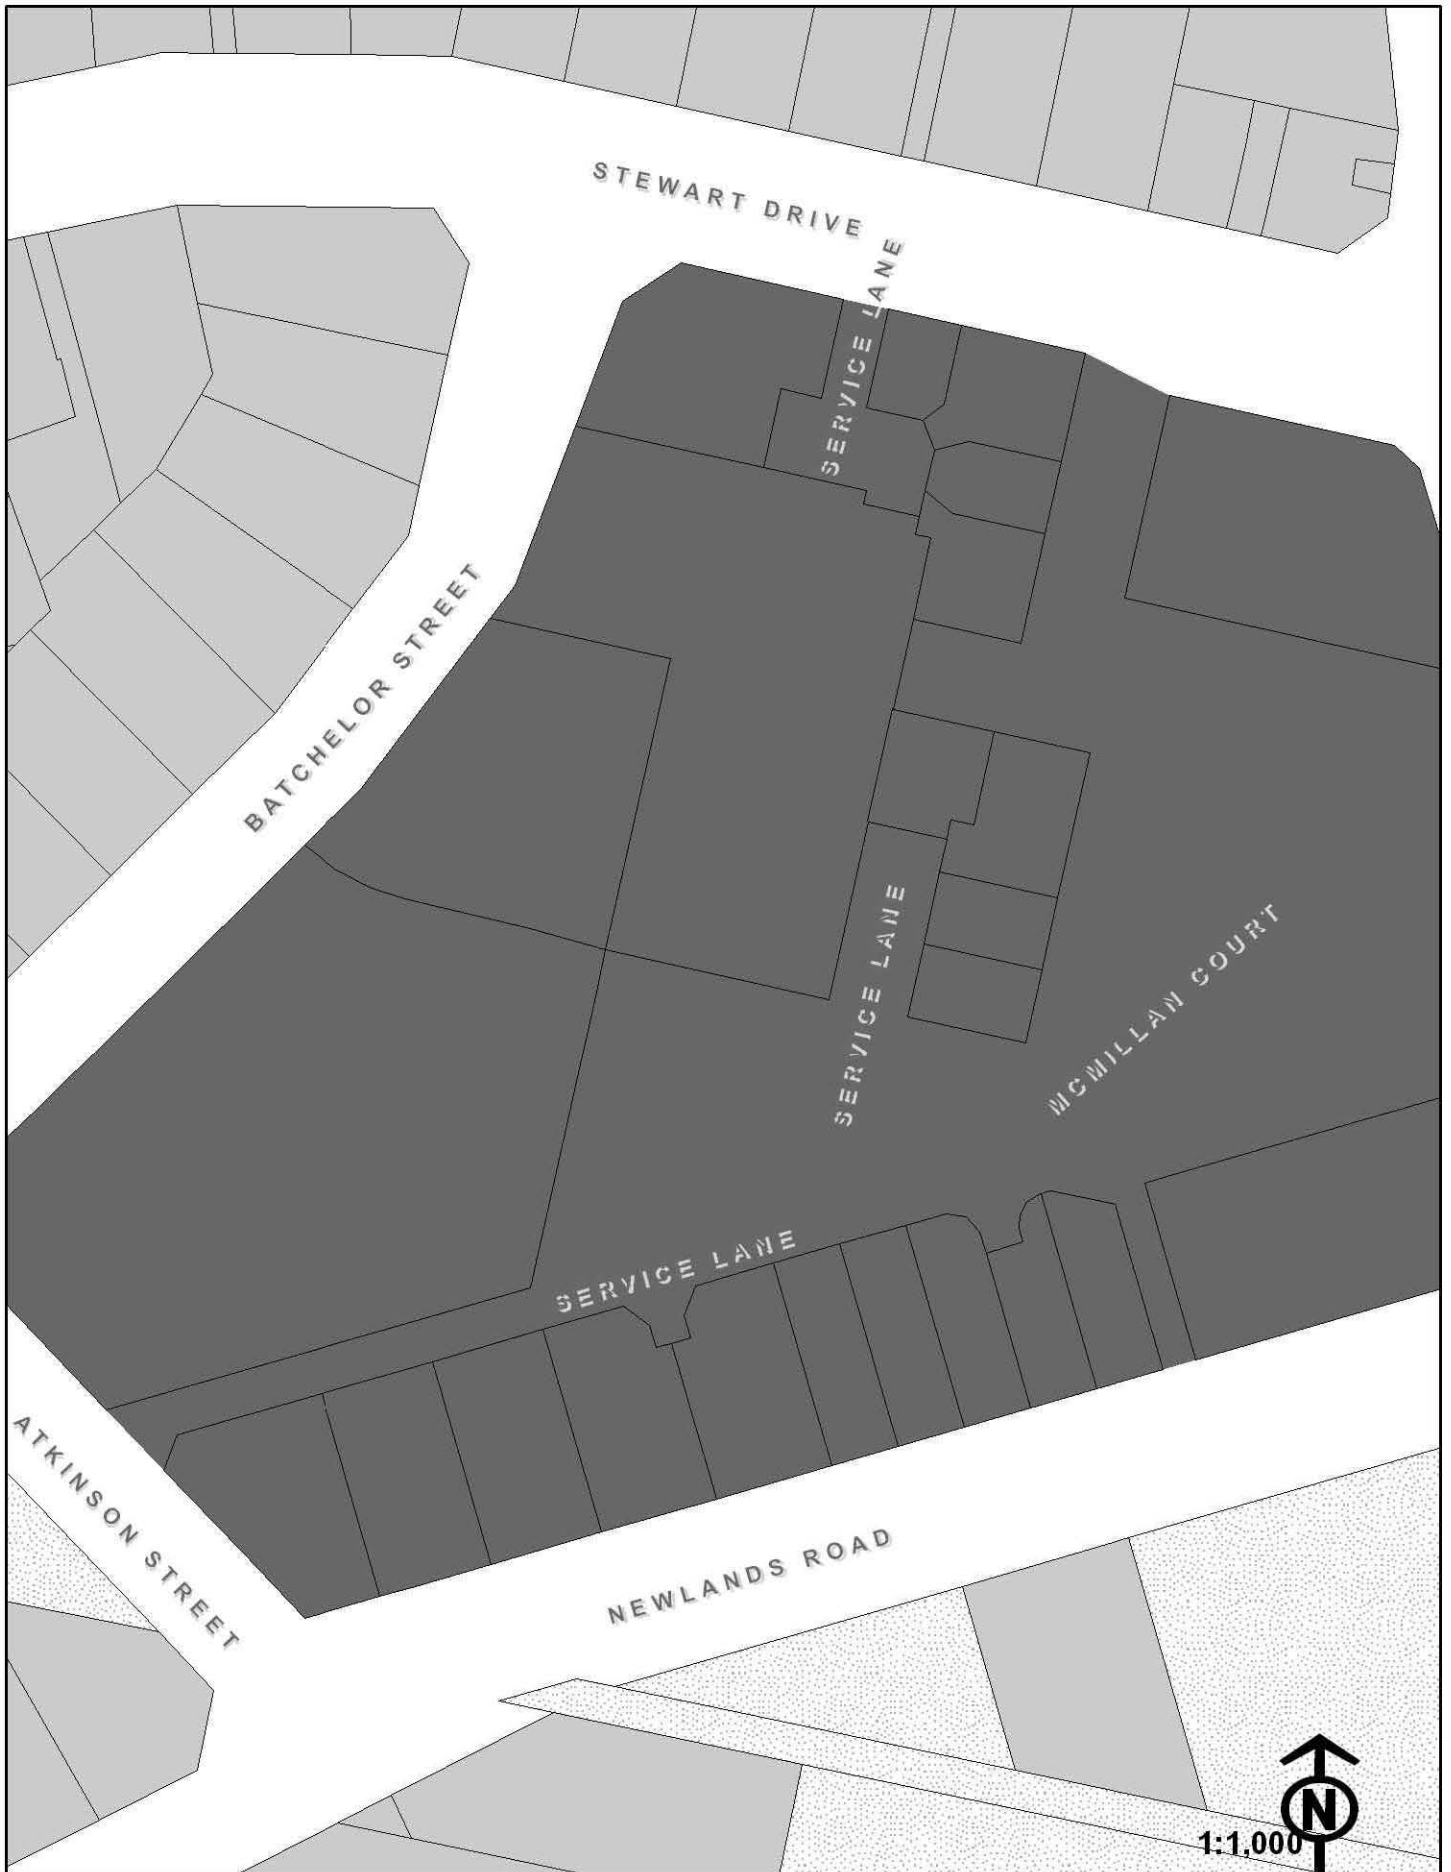 STEWART DRIVE
SERVICE LANE
BATCHELOR STREET
SERVICE LANE
MCMILLAN COURT
SERVICE LANE
ATKINSON STREET
NEWLANDS ROAD
N
1:1,000